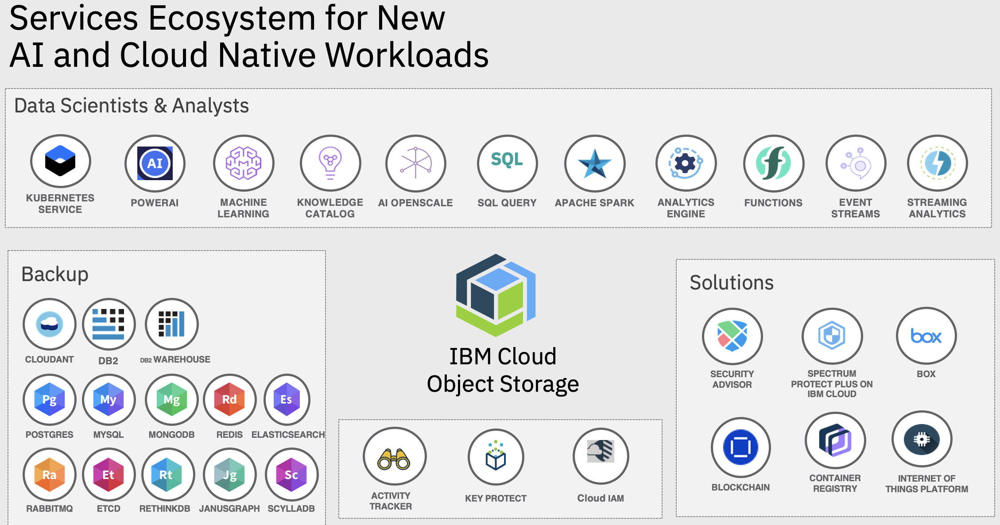 Services Ecosystem for New
AI and Cloud Native Workloads
Data Scientists & Analysts
AI
SQL
KUBERNETES
SERVICE
POWERAI
MACHINE
LEARNING
KNOWLEDGE
CATALOG
AI OPENSCALE
SQL QUERY
APACHE SPARK
ANALYTICS
ENGINE
FUNCTIONS
EVENT
STREAMS
STREAMING
ANALYTICS
Backup
CLOUDANT
DB2
DB2 WAREHOUSE
Pg
My
Mg
Rd
Es
POSTGRES
MYSQL
MONGODB
REDIS
ELASTICSEARCH
Ra
Et
Rt
Jg
Sc
RABBITMQ
ETCD
RETHINKDB
JANUSGRAPH
SCYLLADB
IBM Cloud
Object Storage
ACTIVITY
TRACKER
KEY PROTECT
Cloud IAM
Solutions
box
SECURITY
ADVISOR
SPECTRUM
PROTECT PLUS ON
IBM CLOUD
BOX
BLOCKCHAIN
CONTAINER
REGISTRY
INTERNET OF
THINGS PLATFORM